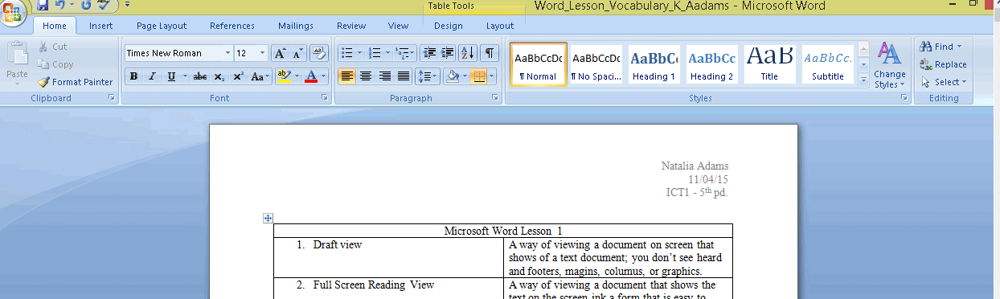 Table Tools
Word_Lesson_Vocabulary_K_Aadams - Microsoft Word
Home Insert Page Layout References Mailings Review View Design Layout
Paste
Cut
Copy
Format Painter
Clipboard
Times New Roman 12
B I U abc x₂ x² Aa
Font
Paragraph
AaBbCcDc AaBbCcDc AaBbC AaBbCc AaB AaBbCc.
¶ Normal ¶ No Spaci... Heading 1 Heading 2 Title Subtitle
Change
Styles
Styles
Find
Replace
Select
Editing
Natalia Adams
11/04/15
ICT1 - 5th pd.
Microsoft Word Lesson 1
1. Draft view
A way of viewing a document on screen that
shows of a text document; you don't see heard
and footers, magins, columus, or graphics.
2. Full Screen Reading View
A way of viewing a document that shows the
text on the screen ink a form that is easy to